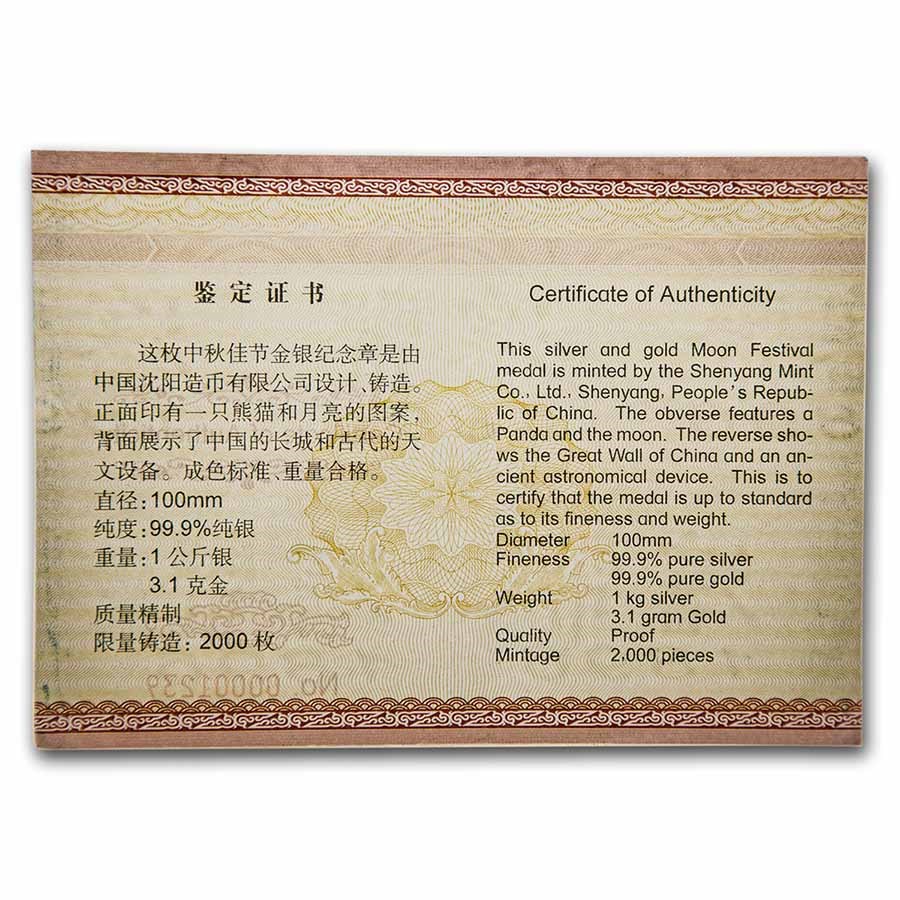 鉴定证书
这枚中秋佳节金银纪念章是由
中国沈阳造币有限公司设计、铸造。
正面印有一只熊猫和月亮的图案,
背面展示了中国的长城和古代的天
文设备。成色标准、重量合格。
直径:100mm
纯度:99.9%纯银
重量:1公斤银
3.1克金
质量精制
限量铸造:2000枚
No. 00001239
Certificate of Authenticity
This silver and gold Moon Festival
medal is minted by the Shenyang Mint
Co., Ltd., Shenyang, People's Repub-
lic of China. The obverse features a
Panda and the moon. The reverse sho-
ws the Great Wall of China and an an-
cient astronomical device. This is to
certify that the medal is up to standard
as to its fineness and weight.
Diameter 100mm
Fineness 99.9% pure silver
99.9% pure gold
Weight 1 kg silver
3.1 gram Gold
Quality Proof
Mintage 2,000 pieces